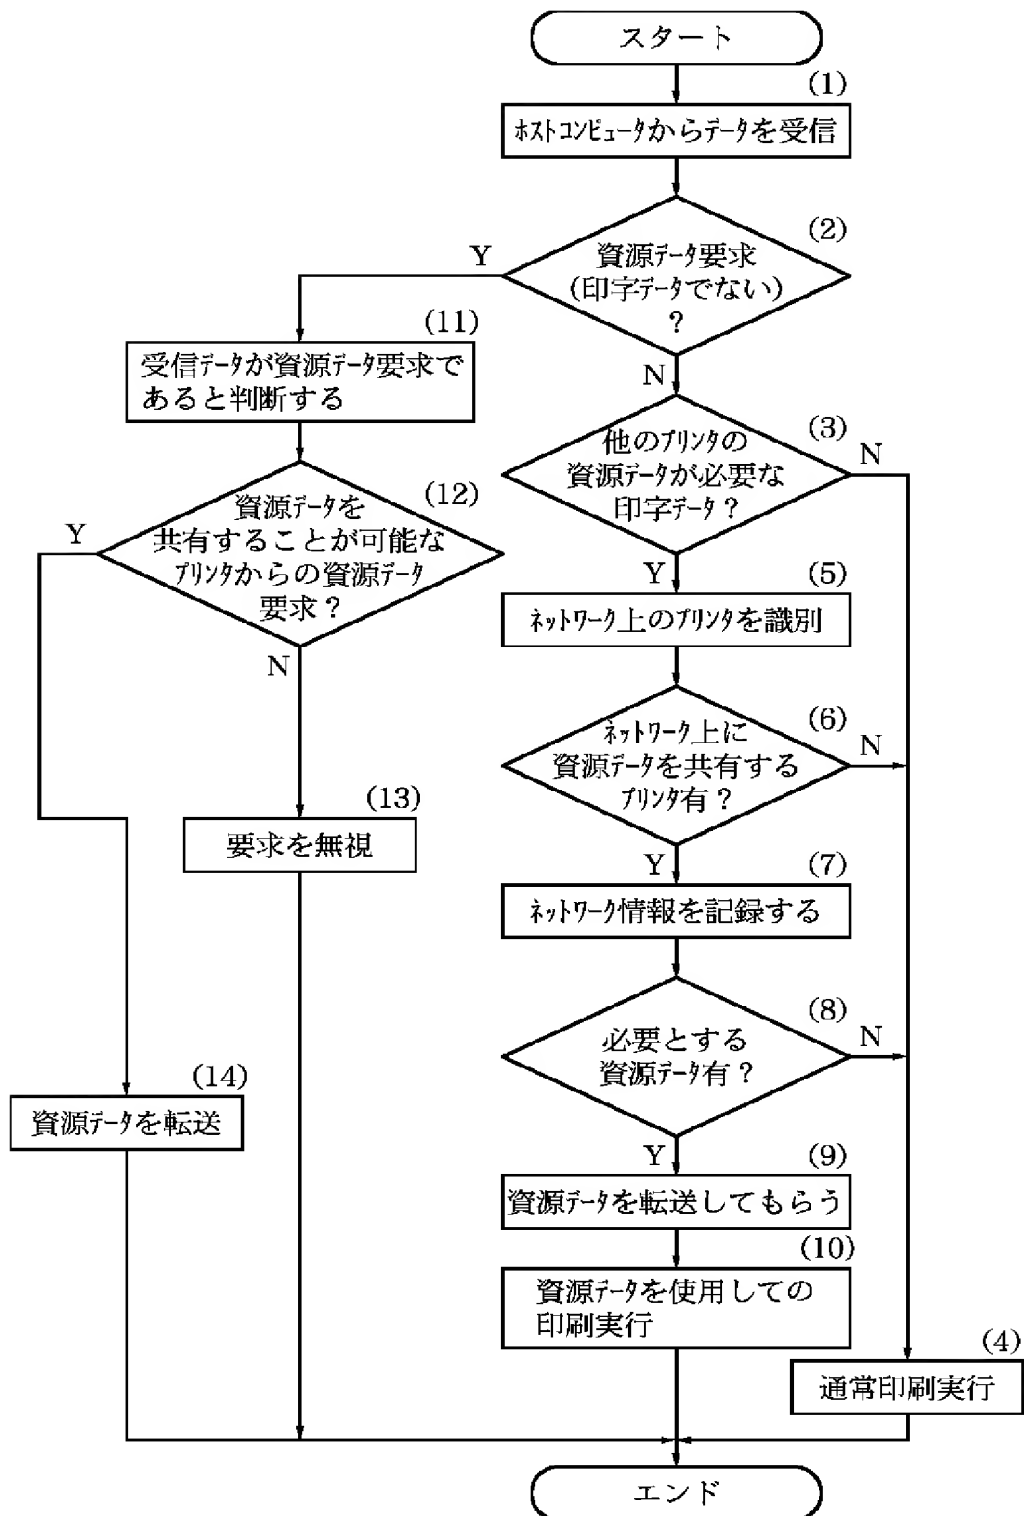 スタート
(1)
ホストコンピュータからデータを受信
(2)
資源データ要求
(印字データでない)
?
Y
N
(11)
受信データが資源データ要求で
あると判断する
(3)
他のプリンタの
資源データが必要な
印字データ?
N
Y
(12)
資源データを
共有することが可能な
プリンタからの資源データ
要求?
Y
N
(5)
ネットワーク上のプリンタを識別
(6)
ネットワーク上に
資源データを共有する
プリンタ有?
N
Y
(13)
要求を無視
(7)
ネットワーク情報を記録する
(8)
必要とする
資源データ有?
N
Y
(14)
資源データを転送
(9)
資源データを転送してもらう
(10)
資源データを使用しての
印刷実行
(4)
通常印刷実行
エンド